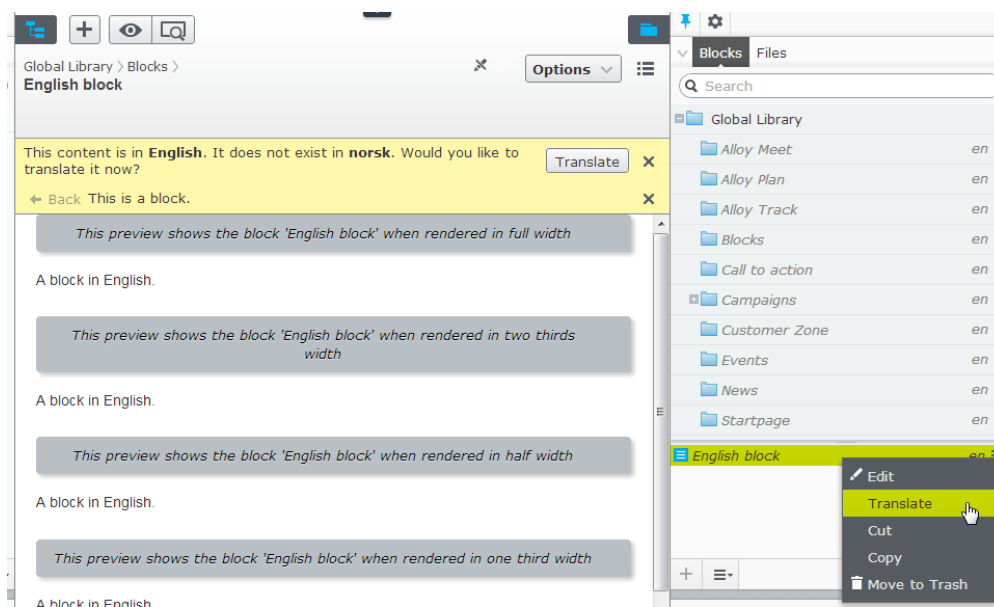 Global Library > Blocks >
English block
Options
This content is in English. It does not exist in norsk. Would you like to
translate it now?
Translate
Back This is a block.
This preview shows the block 'English block' when rendered in full width
A block in English.
This preview shows the block 'English block' when rendered in two thirds
width
A block in English.
This preview shows the block 'English block' when rendered in half width
A block in English.
This preview shows the block 'English block' when rendered in one third width
A block in English.
Blocks Files
Search
Global Library
Alloy Meet en
Alloy Plan en
Alloy Track en
Blocks en
Call to action en
Campaigns en
Customer Zone en
Events en
News en
Startpage en
English block en
Edit
Translate
Cut
Copy
Move to Trash